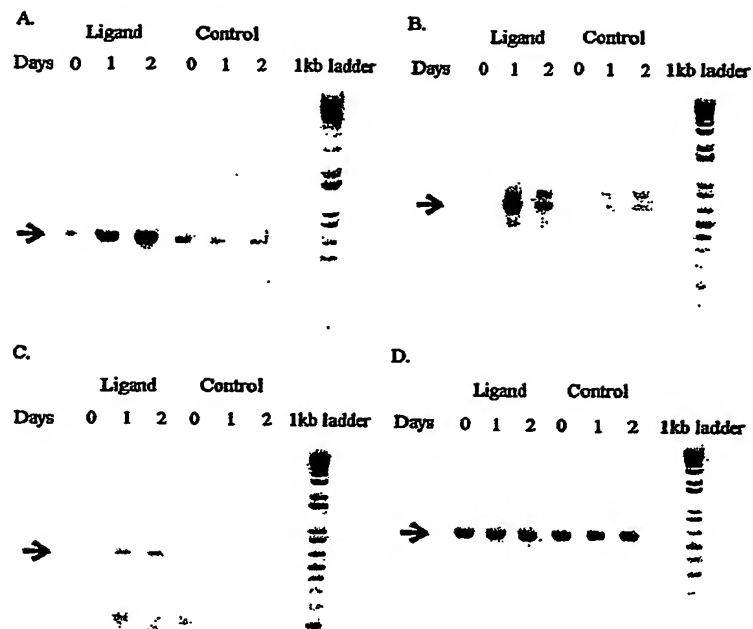 A.
Ligand Control
Days 0 1 2 0 1 2 1kb ladder
B.
Ligand Control
Days 0 1 2 0 1 2 1kb ladder
C.
Ligand Control
Days 0 1 2 0 1 2 1kb ladder
D.
Ligand Control
Days 0 1 2 0 1 2 1kb ladder